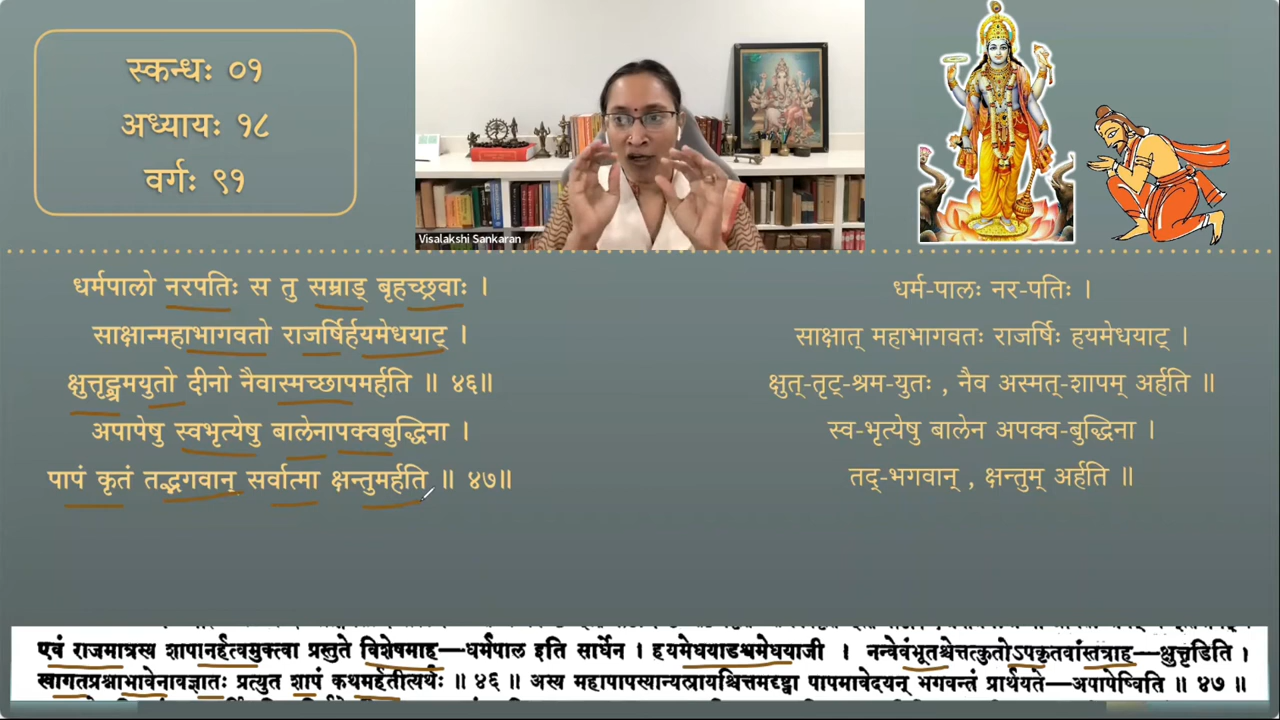 स्कन्धः ०१
अध्यायः १८
वर्गः ९१
Visalakshi Sankaran
धर्मपालो नरपतिः स तु सम्राड् बृहच्छ्रवाः ।
साक्षान्महाभागवतो राजर्षिर्हयमेधयाट् ।
क्षुत्तृट्छ्रमयुतो दीनो नैवास्मच्छापमर्हति ॥ ४६॥
अपापेषु स्वभृत्येषु बालेनापक्वबुद्धिना ।
पापं कृतं तद्भगवान् सर्वात्मा क्षन्तुमर्हति ॥ ४७॥
धर्म-पालः नर-पतिः ।
साक्षात् महाभागवतः राजर्षिः हयमेधयाट् ।
क्षुत्-तृट्-श्रम-युतः , नैव अस्मत्-शापम् अर्हति ॥
स्व-भृत्येषु बालेन अपक्व-बुद्धिना ।
तद्-भगवान् , क्षन्तुम् अर्हति ॥
एवं राजमात्रस्य शापानर्हत्वमुक्त्वा प्रस्तुते विशेषमाह—धर्मपाल इति सार्धेन । हयमेधयाडश्वमेधयाजी । नन्वेवंभूतश्चेत्तत्कुतोऽपकृतवांस्तत्राह—क्षुत्तृडिति ।
स्वागतप्रश्नाभावेनावज्ञातः प्रत्युत शापं कथमर्हतीत्यर्थः ॥ ४६ ॥ अस्य महापापस्यान्यत्प्रायश्चित्तमदृष्ट्वा पापमावेदयन् भगवन्तं प्रार्थयते—अपापेष्विति ॥ ४७ ॥